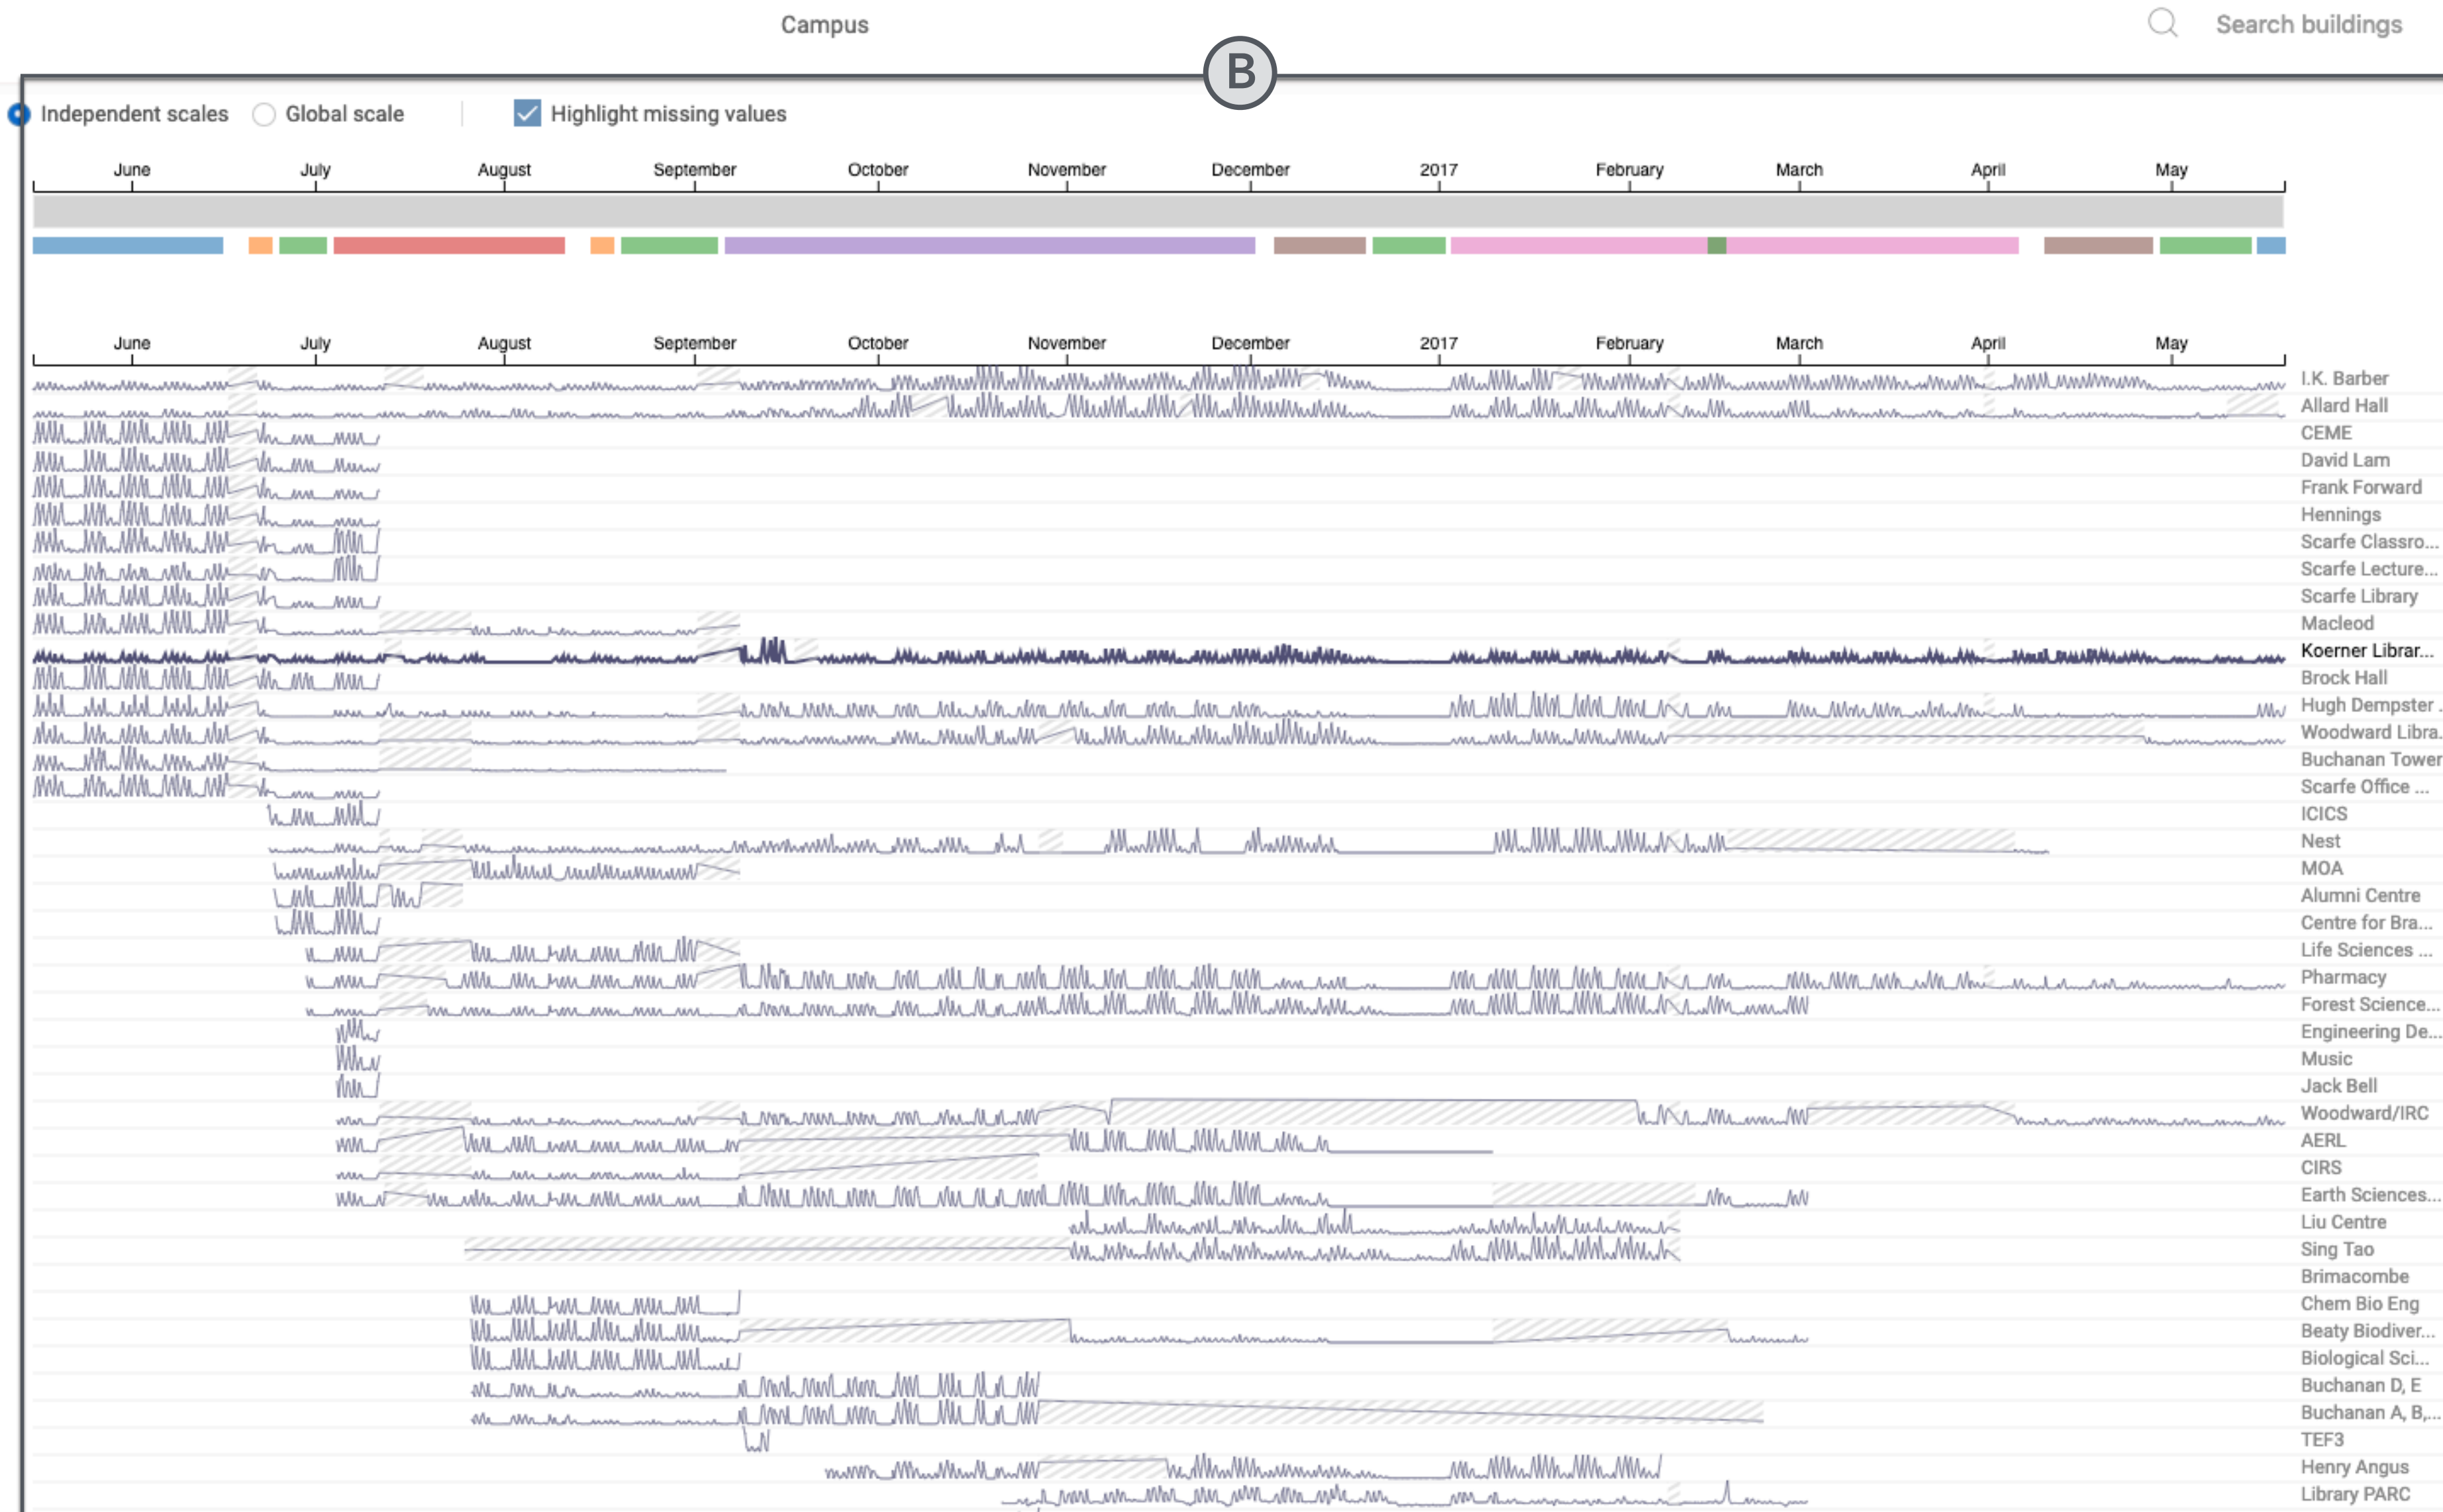 Campus
Search buildings
B
Independent scales Global scale Highlight missing values
June July August September October November December 2017 February March April May
June July August September October November December 2017 February March April May
I.K. Barber
Allard Hall
CEME
David Lam
Frank Forward
Hennings
Scarfe Classro...
Scarfe Lecture...
Scarfe Library
Macleod
Koerner Librar...
Brock Hall
Hugh Dempster .
Woodward Libra.
Buchanan Tower
Scarfe Office ...
ICICS
Nest
MOA
Alumni Centre
Centre for Bra...
Life Sciences ...
Pharmacy
Forest Science...
Engineering De...
Music
Jack Bell
Woodward/IRC
AERL
CIRS
Earth Sciences...
Liu Centre
Sing Tao
Brimacombe
Chem Bio Eng
Beaty Biodiver...
Biological Sci...
Buchanan D, E
Buchanan A, B,...
TEF3
Henry Angus
Library PARC